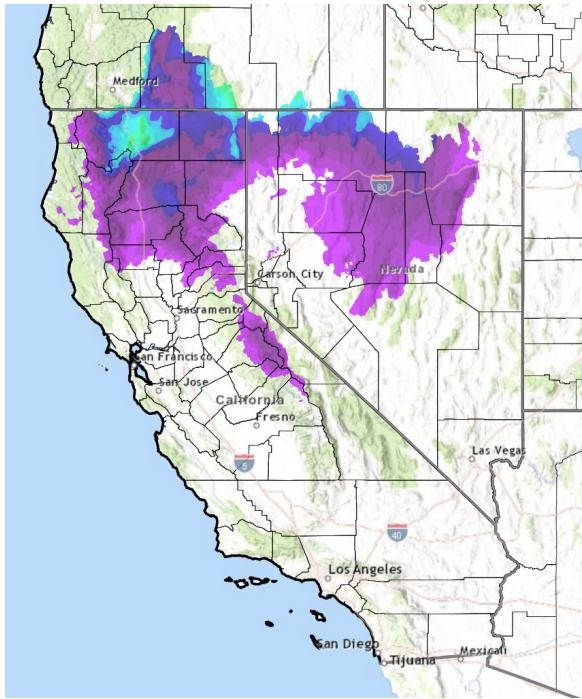 Medford
80
Carson City
Nevada
Sacramento
San Francisco
San Jose
California
Fresno
Las Vegas
5
40
Los Angeles
San Diego
Tijuana
Mexicali